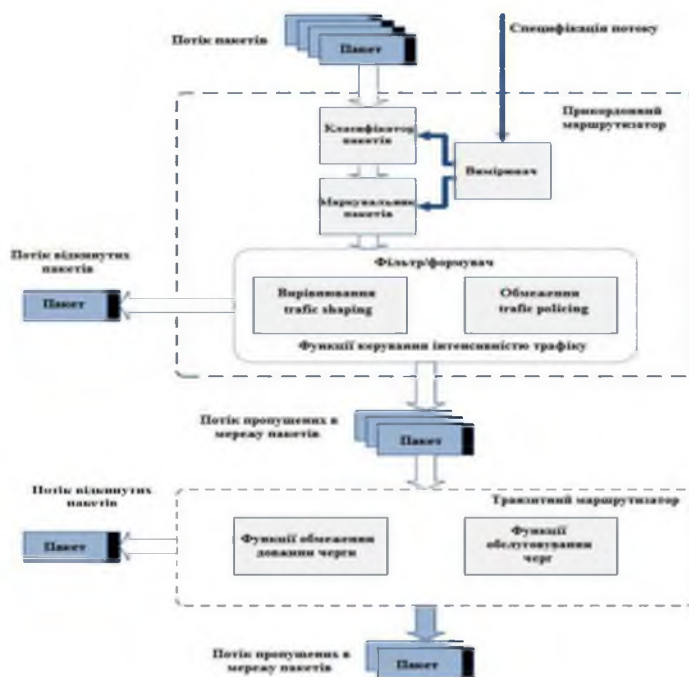 Потік пакетів
Пакет
Специфікація потоку
Прикордонний
маршрутизатор
Класифікатор
пакетів
Вимірювач
Маркувальник
пакетів
Потік відкинутих
пакетів
Пакет
Фільтр/формувач
Вирівнювання
trafic shaping
Обмеження
trafic policing
Функції керування інтенсивністю трафіку
Потік пропушених в
мережу пакетів
Пакет
Потік відкинутих
пакетів
Пакет
Транзитний маршрутизатор
Функції обмеження
довжини черги
Функції
обслуговування
черг
Потік пропушених в
мережу пакетів
Пакет